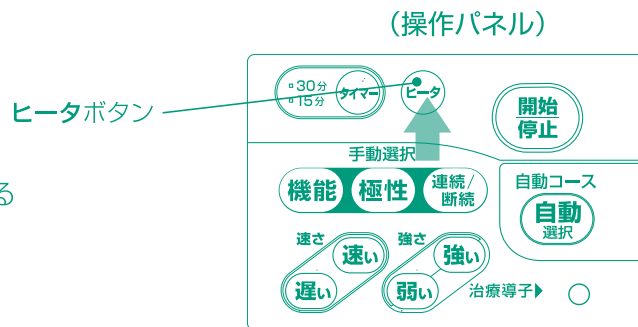 （操作パネル）
30分
15分
タイマー
ヒータ
ヒータボタン
開始
停止
手動選択
機能
極性
連続/
断続
自動コース
自動
選択
る
速さ
速い
遅い
強さ
強い
弱い
治療導子